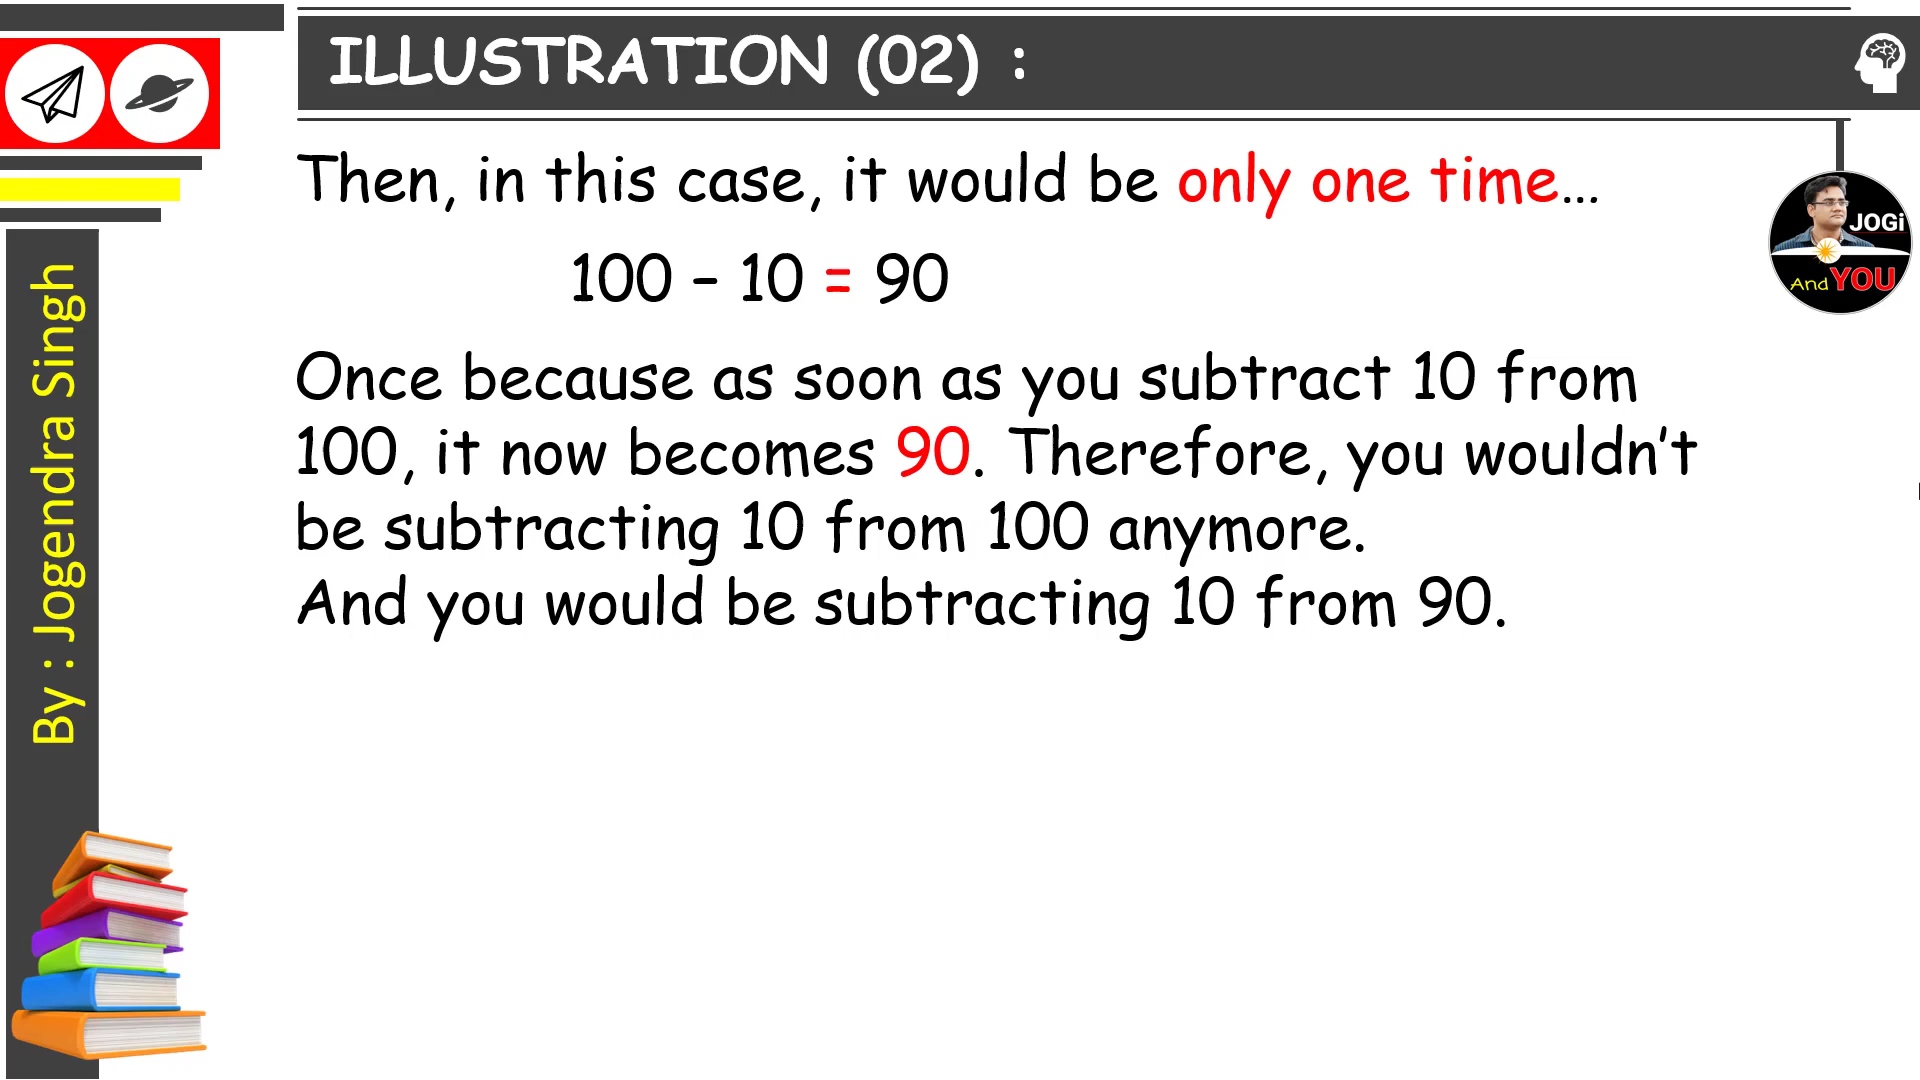 ILLUSTRATION (02) :
Then, in this case, it would be only one time...
100 – 10 = 90
Once because as soon as you subtract 10 from
100, it now becomes 90. Therefore, you wouldn’t
be subtracting 10 from 100 anymore.
And you would be subtracting 10 from 90.
By : Jogendra Singh
JOGi
And YOU